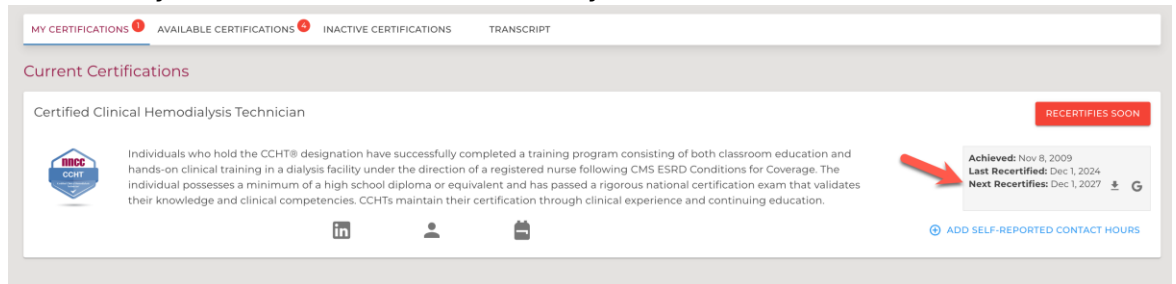 MY CERTIFICATIONS 1 AVAILABLE CERTIFICATIONS 4 INACTIVE CERTIFICATIONS TRANSCRIPT
Current Certifications
Certified Clinical Hemodialysis Technician
RECERTIFIES SOON
NNCC
CCHT
Individuals who hold the CCHT® designation have successfully completed a training program consisting of both classroom education and
hands-on clinical training in a dialysis facility under the direction of a registered nurse following CMS ESRD Conditions for Coverage. The
individual possesses a minimum of a high school diploma or equivalent and has passed a rigorous national certification exam that validates
their knowledge and clinical competencies. CCHTs maintain their certification through clinical experience and continuing education.
Achieved: Nov 8, 2009
Last Recertified: Dec 1, 2024
Next Recertifies: Dec 1, 2027 G
in
ADD SELF-REPORTED CONTACT HOURS